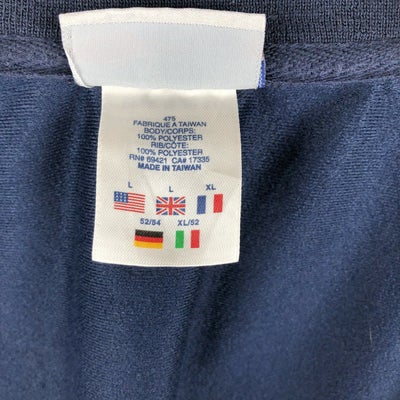 475
FABRIQUE A TAIWAN
BODY/CORPS:
100% POLYESTER
RIB/CÔTE:
100% POLYESTER
RN# 69421 CA# 17335
MADE IN TAIWAN
L L XL
52/54 XL/52